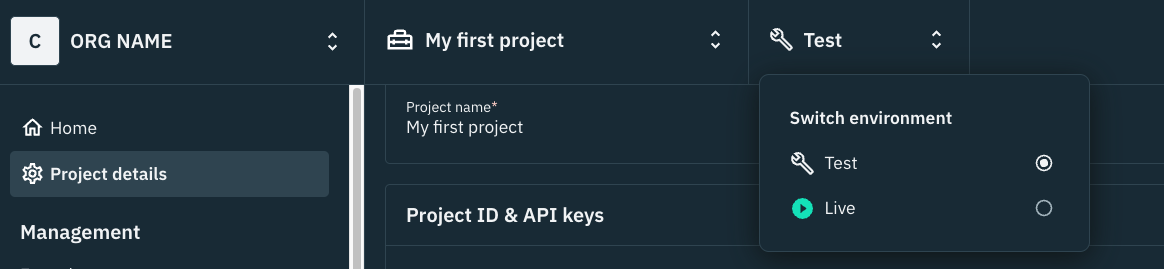 C ORG NAME
My first project
Test
Home
Project details
Management
Project name*
My first project
Project ID & API keys
Switch environment
Test
Live